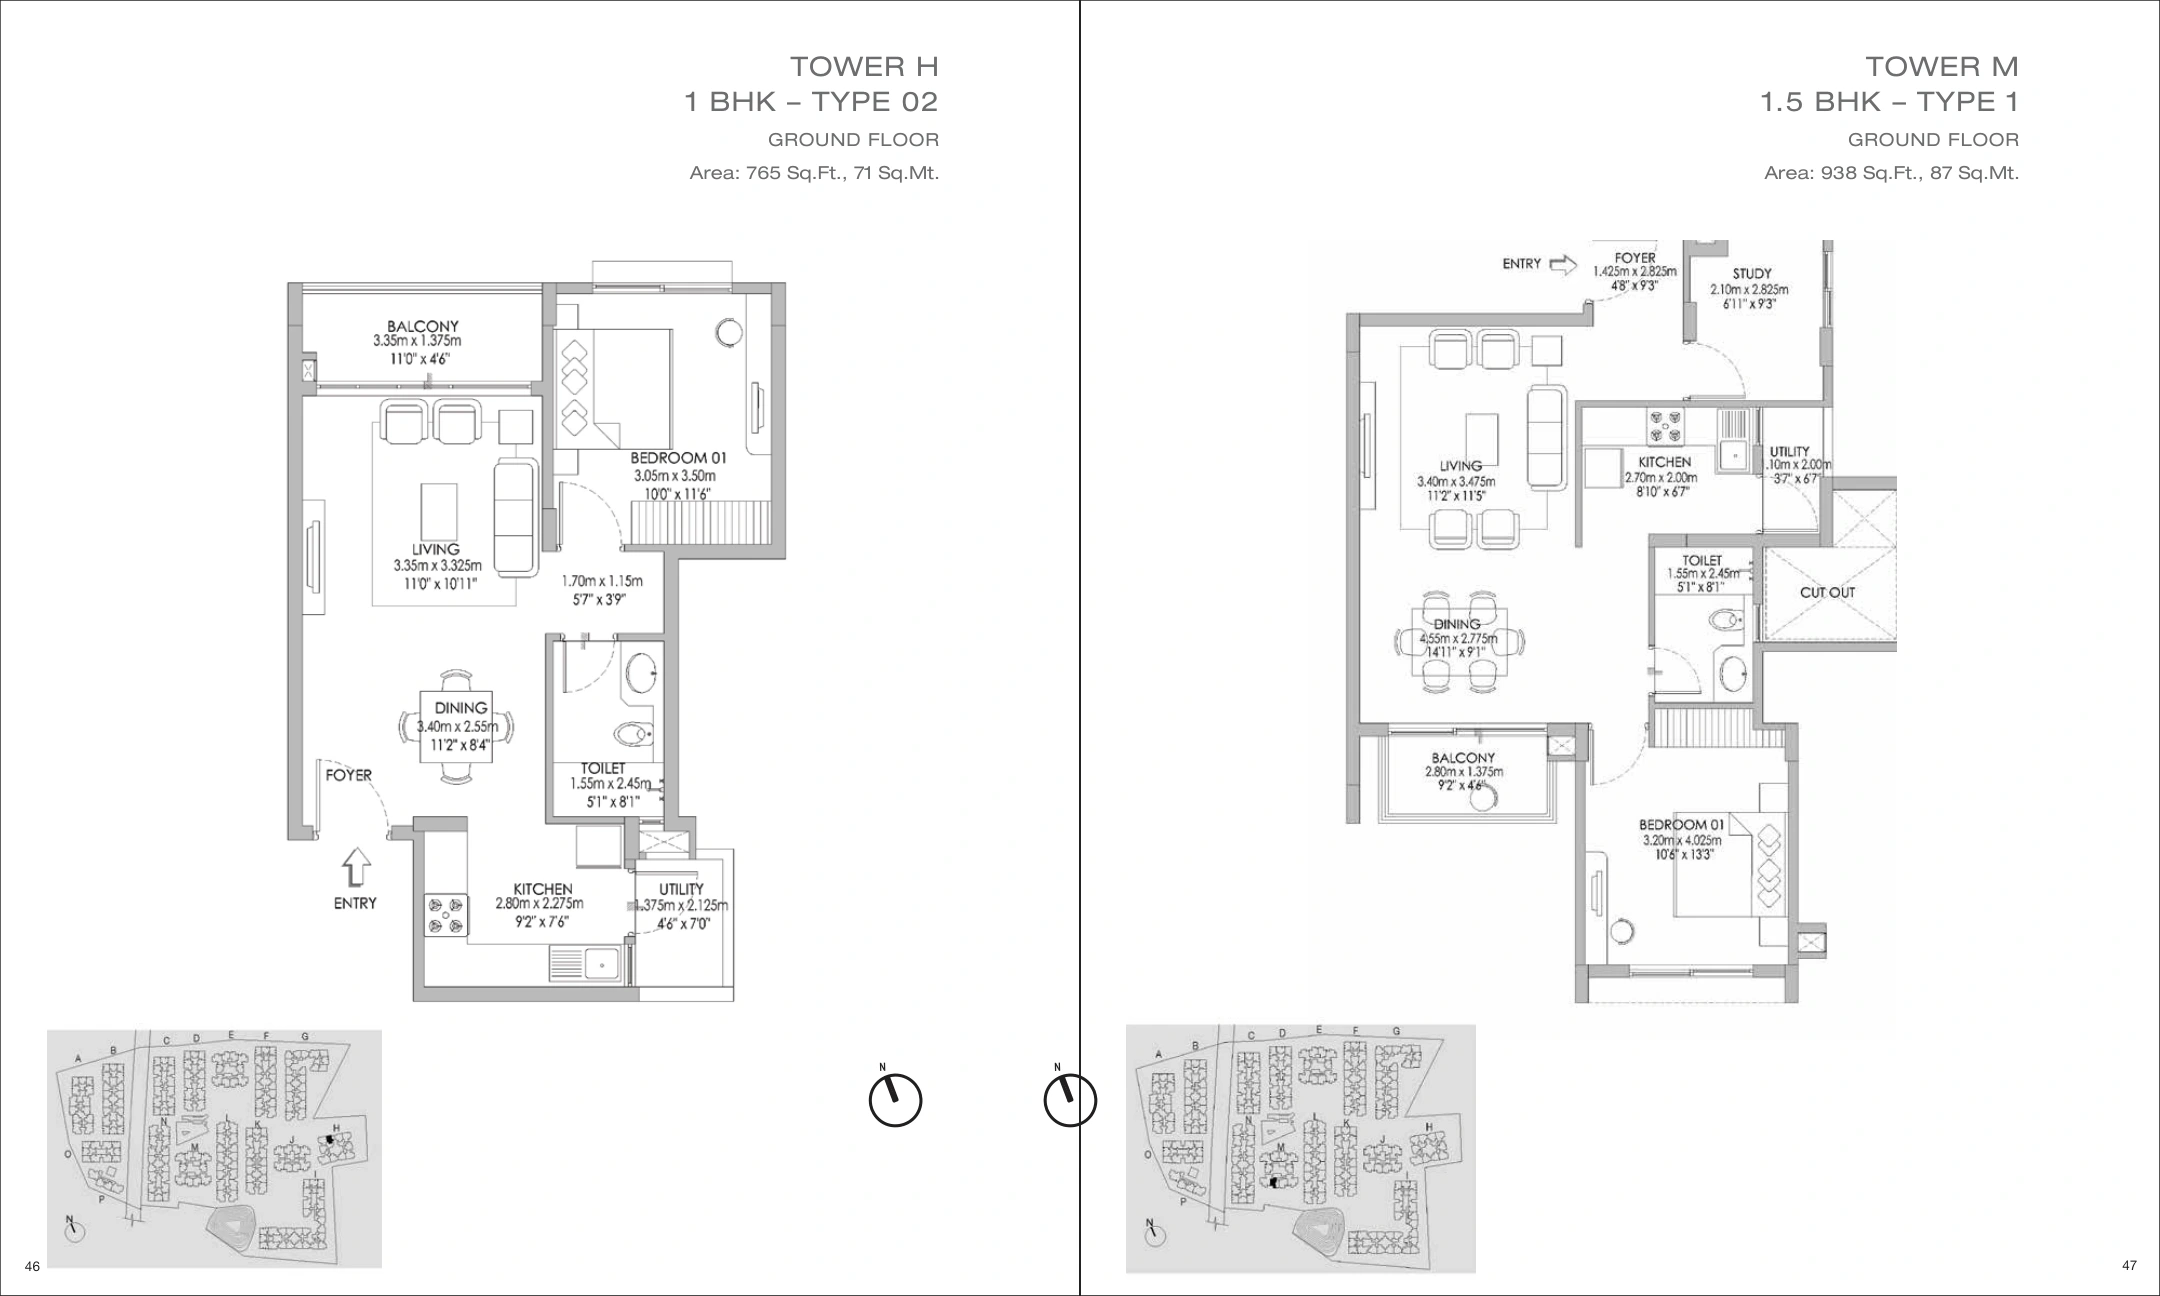 TOWER H
1 BHK – TYPE 02
GROUND FLOOR
Area: 765 Sq.Ft., 71 Sq.Mt.
BALCONY
3.35m x 1.375m
11'0" x 4'6"
BEDROOM 01
3.05m x 3.50m
10'0" x 11'6"
LIVING
3.35m x 3.325m
11'0" x 10'11"
1.70m x 1.15m
5'7" x 3'9"
DINING
3.40m x 2.55m
11'2" x 8'4"
FOYER
TOILET
1.55m x 2.45m
5'1" x 8'1"
ENTRY
KITCHEN
2.80m x 2.275m
9'2" x 7'6"
UTILITY
1.375m x 2.125m
4'6" x 7'0"
A
B
C
D
E
F
G
N
L
K
M
J
H
I
O
P
N
N
46
TOWER M
1.5 BHK – TYPE 1
GROUND FLOOR
Area: 938 Sq.Ft., 87 Sq.Mt.
ENTRY
FOYER
1.425m x 2.825m
4'8" x 9'3"
STUDY
2.10m x 2.825m
6'11" x 9'3"
LIVING
3.40m x 3.475m
11'2" x 11'5"
KITCHEN
2.70m x 2.00m
8'10" x 6'7"
UTILITY
.10m x 2.00m
3'7" x 6'7"
TOILET
1.55m x 2.45m
5'1" x 8'1"
CUT OUT
DINING
4.55m x 2.775m
14'11" x 9'1"
BALCONY
2.80m x 1.375m
9'2" x 4'6"
BEDROOM 01
3.20m x 4.025m
10'6" x 13'3"
N
A
B
C
D
E
F
G
N
L
K
M
J
H
I
O
P
N
47